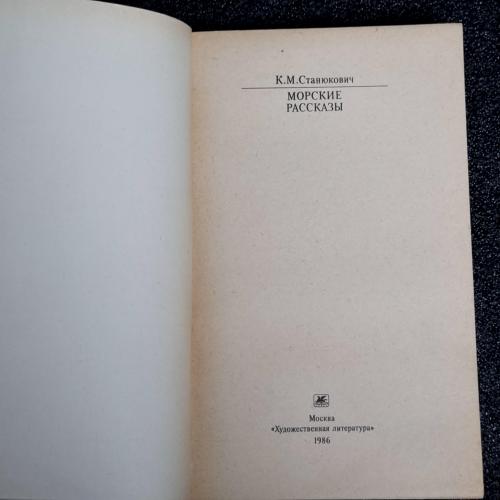 К. М. Станюкович
МОРСКИЕ
РАССКАЗЫ
Москва
«Художественная литература»
1986